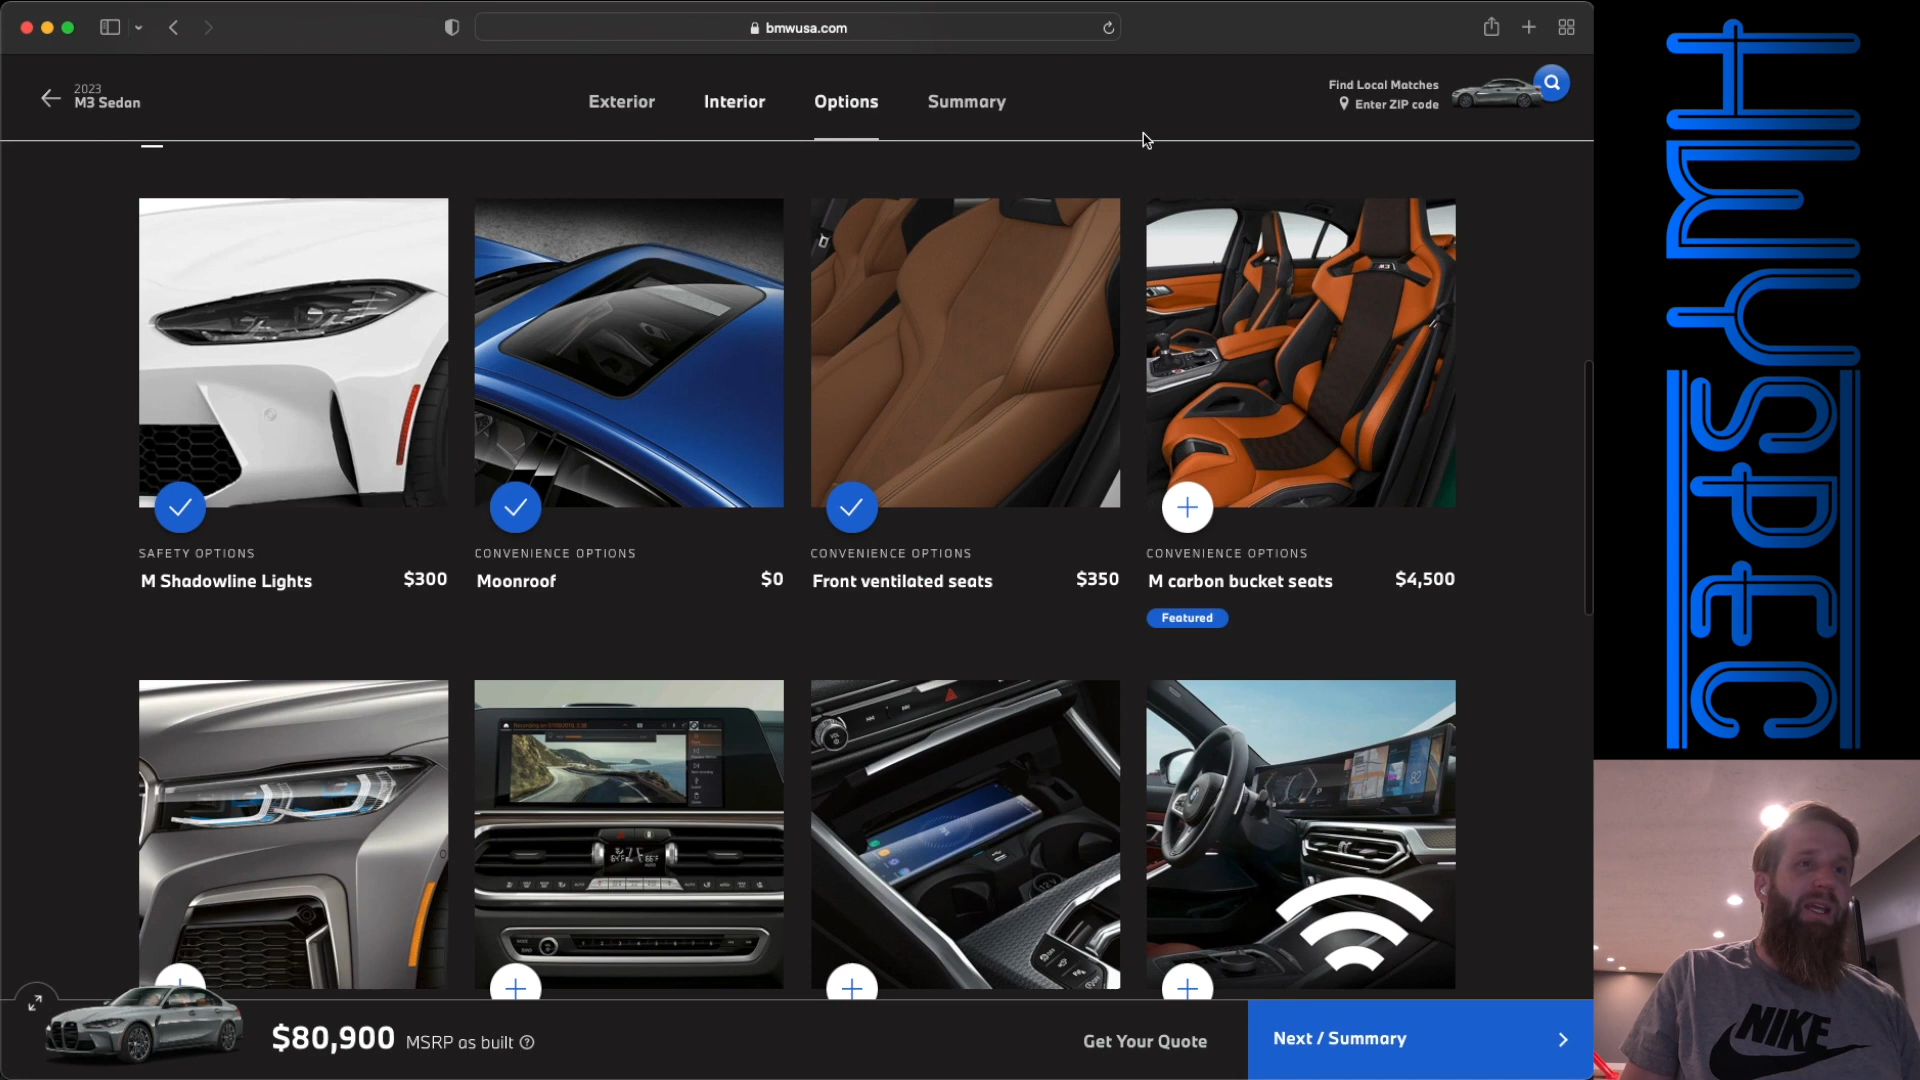 bmwusa.com
2023
M3 Sedan
Exterior
Interior
Options
Summary
Find Local Matches
Enter ZIP code
SAFETY OPTIONS
M Shadowline Lights $300
CONVENIENCE OPTIONS
Moonroof $0
CONVENIENCE OPTIONS
Front ventilated seats $350
CONVENIENCE OPTIONS
M carbon bucket seats $4,500
Featured
$80,900 MSRP as built
Get Your Quote
Next / Summary
HWYSPEC
NIKE